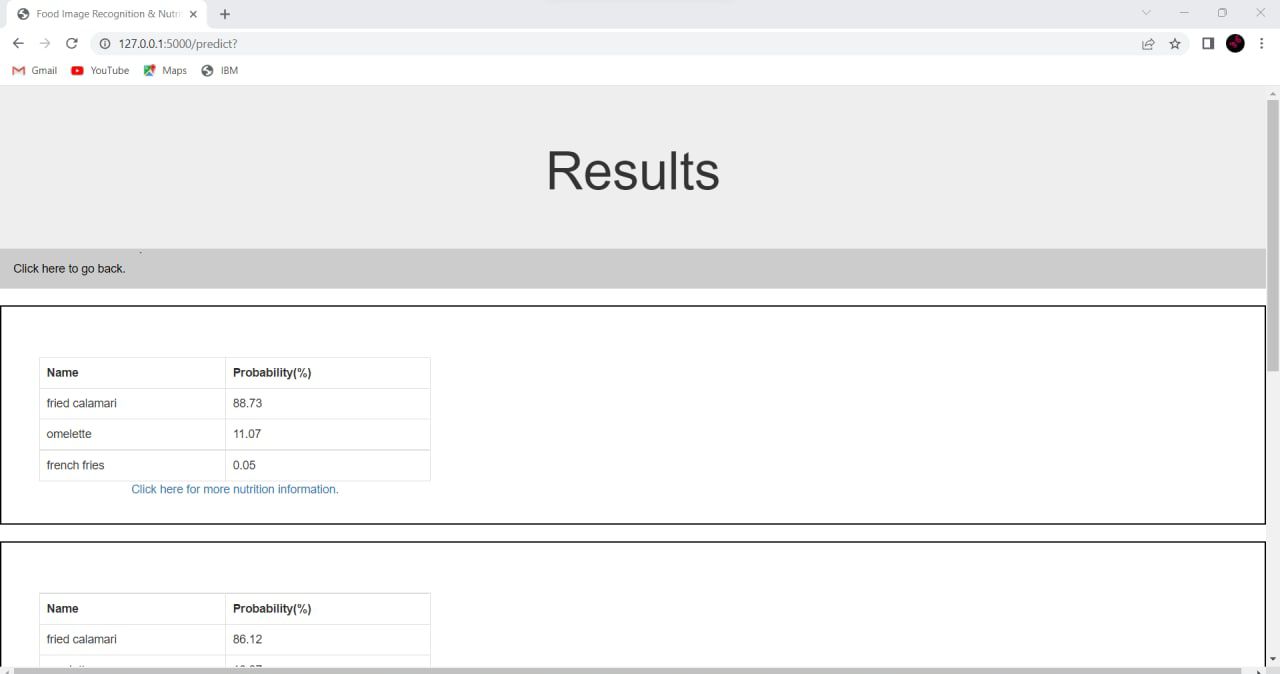 Food Image Recognition & Nutri
127.0.0.1:5000/predict?
Gmail YouTube Maps IBM
Results
Click here to go back.
Name Probability(%)
fried calamari 88.73
omelette 11.07
french fries 0.05
Click here for more nutrition information.
Name Probability(%)
fried calamari 86.12